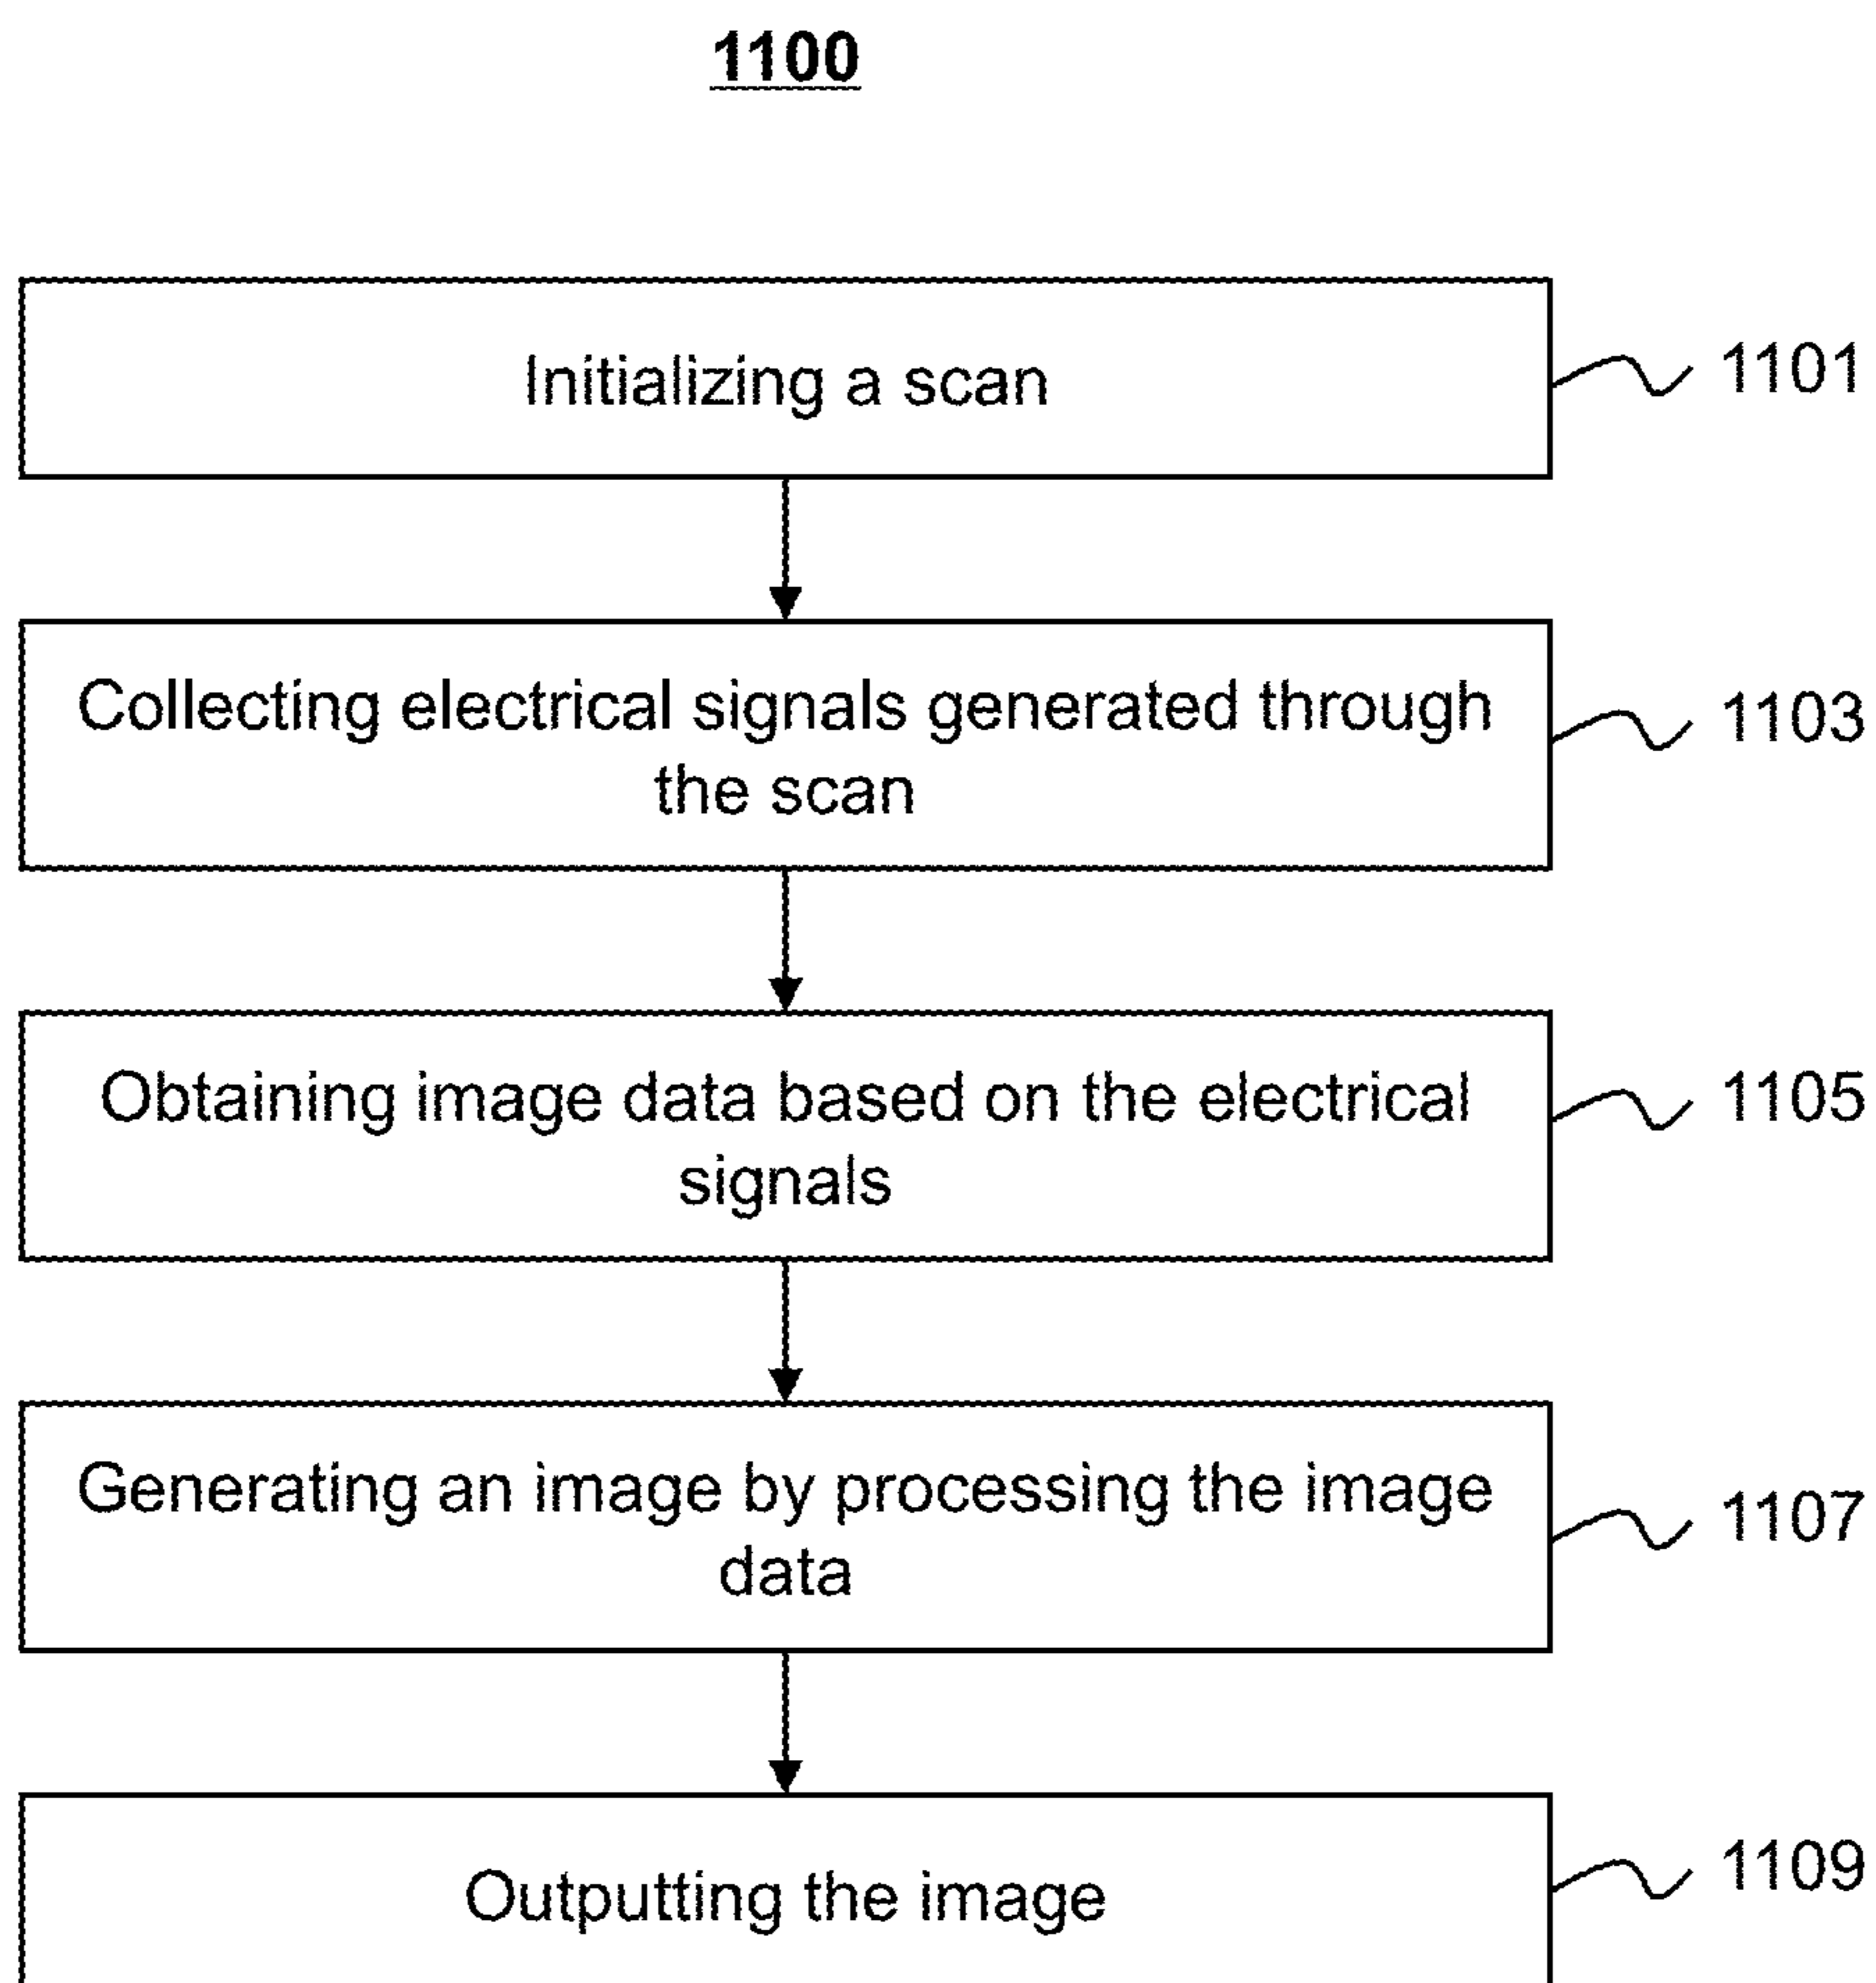 1100
Initializing a scan
1101
Collecting electrical signals generated through
the scan
1103
Obtaining image data based on the electrical
signals
1105
Generating an image by processing the image
data
1107
Outputting the image
1109